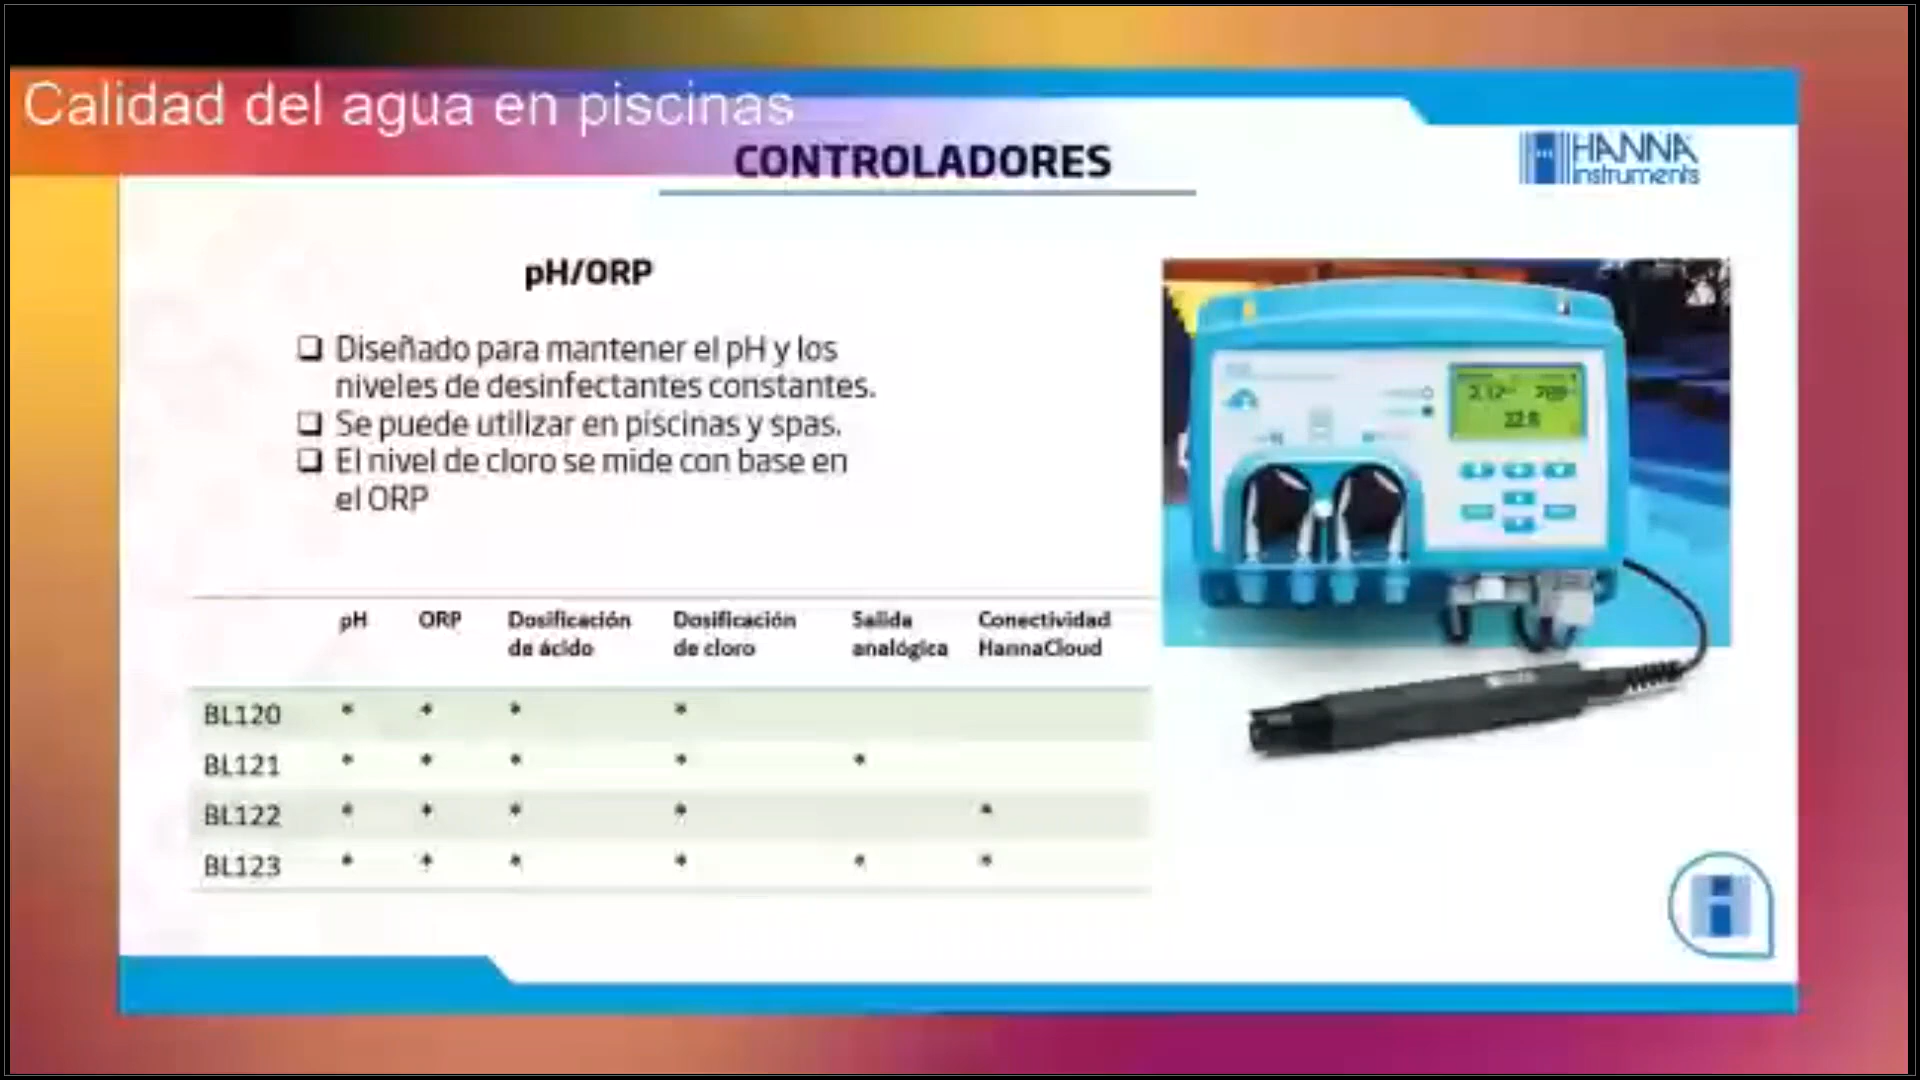 Calidad del agua en piscinas
CONTROLADORES
HANNA
instruments
pH/ORP
❑ Diseñado para mantener el pH y los
niveles de desinfectantes constantes.
❑ Se puede utilizar en piscinas y spas.
❑ El nivel de cloro se mide con base en
el ORP
pH ORP Dosificación de ácido Dosificación de cloro Salida analógica Conectividad HannaCloud
BL120 * * * *
BL121 * * * * *
BL122 * * * * *
BL123 * * * * * *